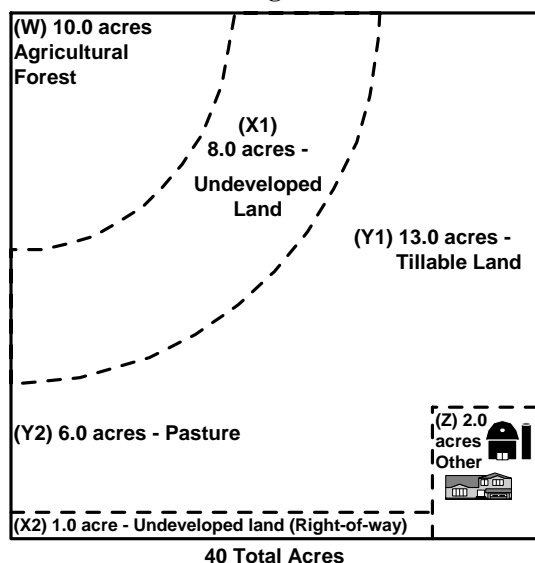 (W) 10.0 acres
Agricultural
Forest
(X1)
8.0 acres -
Undeveloped
Land
(Y1) 13.0 acres -
Tillable Land
(Y2) 6.0 acres - Pasture
(Z) 2.0
acres
Other
(X2) 1.0 acre - Undeveloped land (Right-of-way)
40 Total Acres